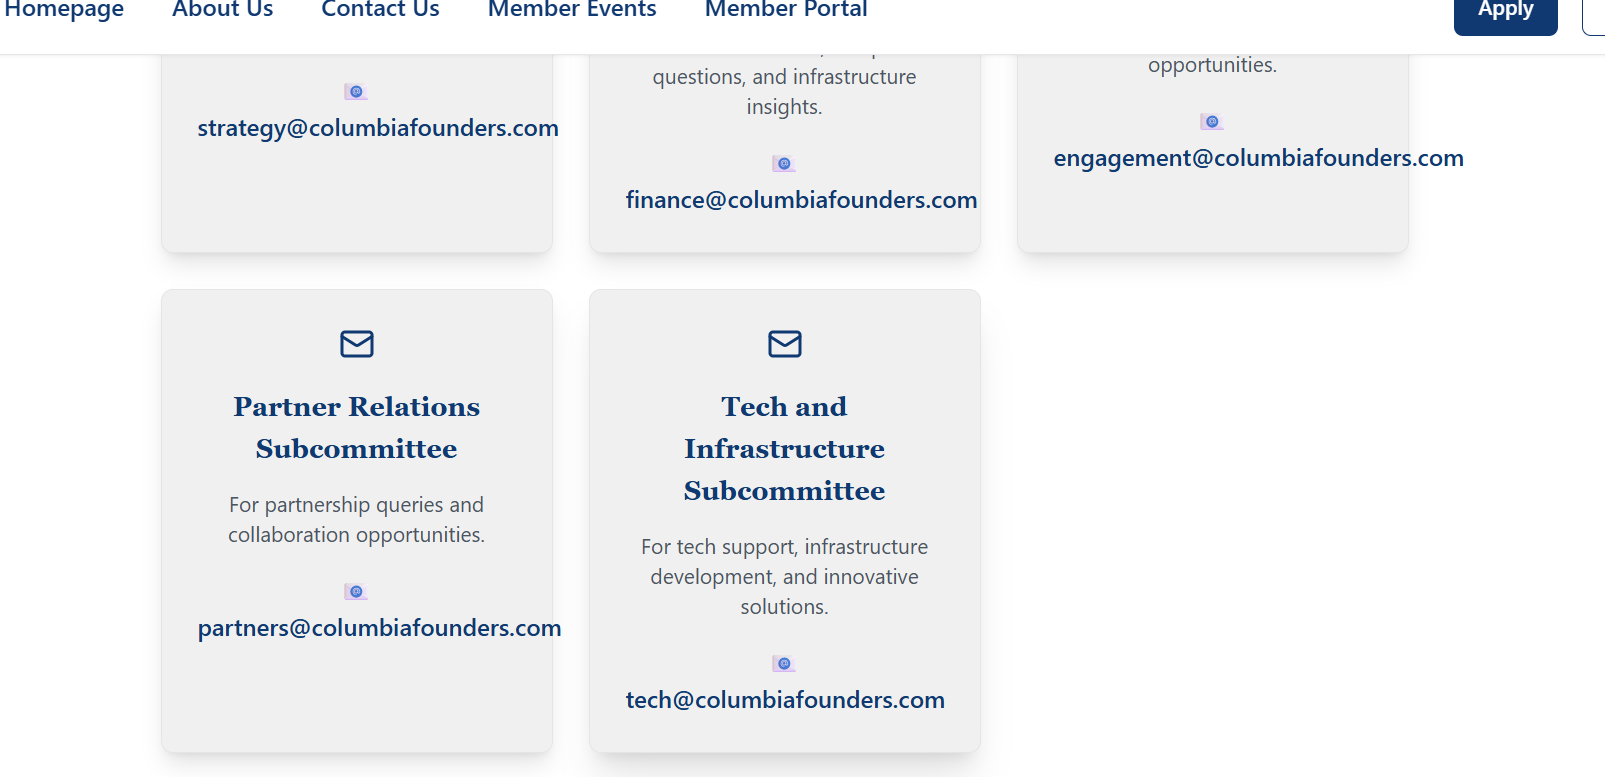 Homepage About Us Contact Us Member Events Member Portal Apply
strategy@columbiafounders.com
questions, and infrastructure
insights.
finance@columbiafounders.com
opportunities.
engagement@columbiafounders.com
Partner Relations
Subcommittee
For partnership queries and
collaboration opportunities.
partners@columbiafounders.com
Tech and
Infrastructure
Subcommittee
For tech support, infrastructure
development, and innovative
solutions.
tech@columbiafounders.com